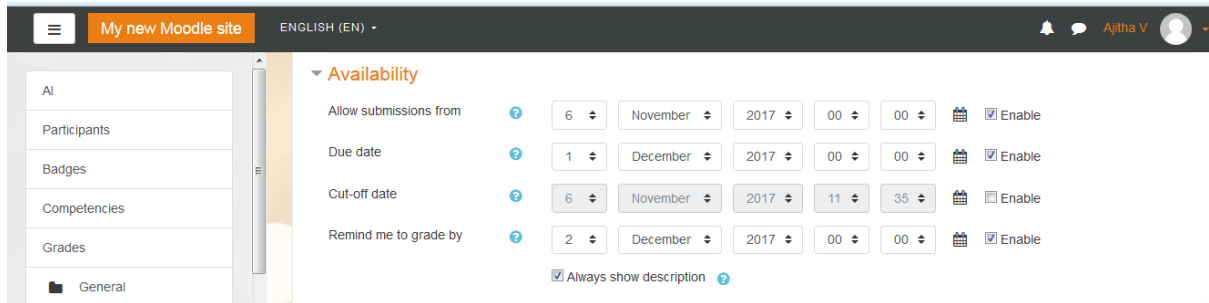 My new Moodle site ENGLISH (EN)
Ajitha V
AI
Participants
Badges
Competencies
Grades
General
Availability
Allow submissions from 6 November 2017 00 00 Enable
Due date 1 December 2017 00 00 Enable
Cut-off date 6 November 2017 11 35 Enable
Remind me to grade by 2 December 2017 00 00 Enable
Always show description